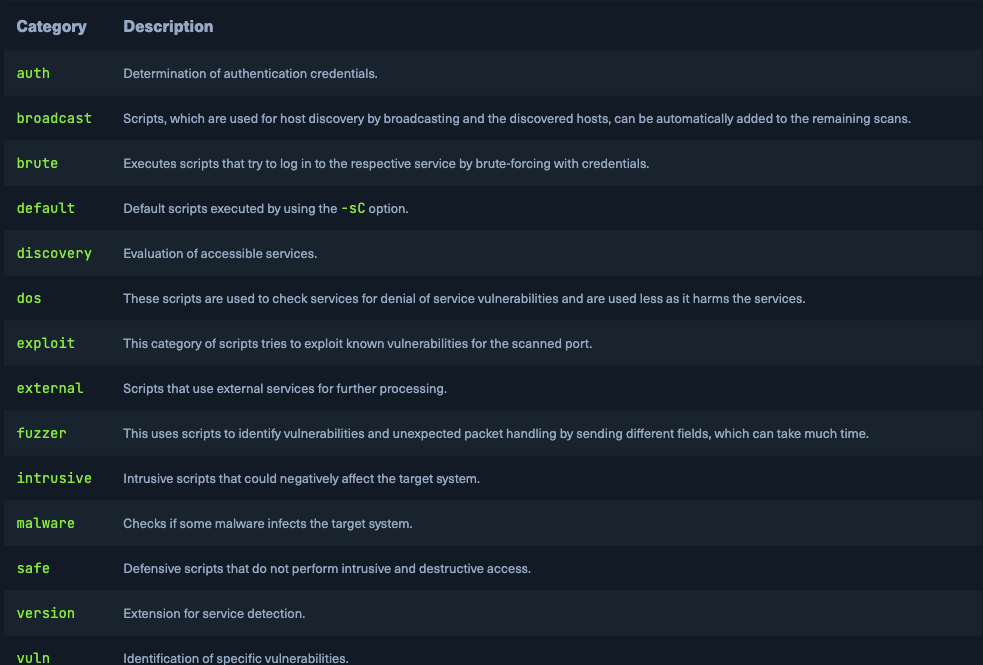 Category Description
auth Determination of authentication credentials.
broadcast Scripts, which are used for host discovery by broadcasting and the discovered hosts, can be automatically added to the remaining scans.
brute Executes scripts that try to log in to the respective service by brute-forcing with credentials.
default Default scripts executed by using the -sC option.
discovery Evaluation of accessible services.
dos These scripts are used to check services for denial of service vulnerabilities and are used less as it harms the services.
exploit This category of scripts tries to exploit known vulnerabilities for the scanned port.
external Scripts that use external services for further processing.
fuzzer This uses scripts to identify vulnerabilities and unexpected packet handling by sending different fields, which can take much time.
intrusive Intrusive scripts that could negatively affect the target system.
malware Checks if some malware infects the target system.
safe Defensive scripts that do not perform intrusive and destructive access.
version Extension for service detection.
vuln Identification of specific vulnerabilities.